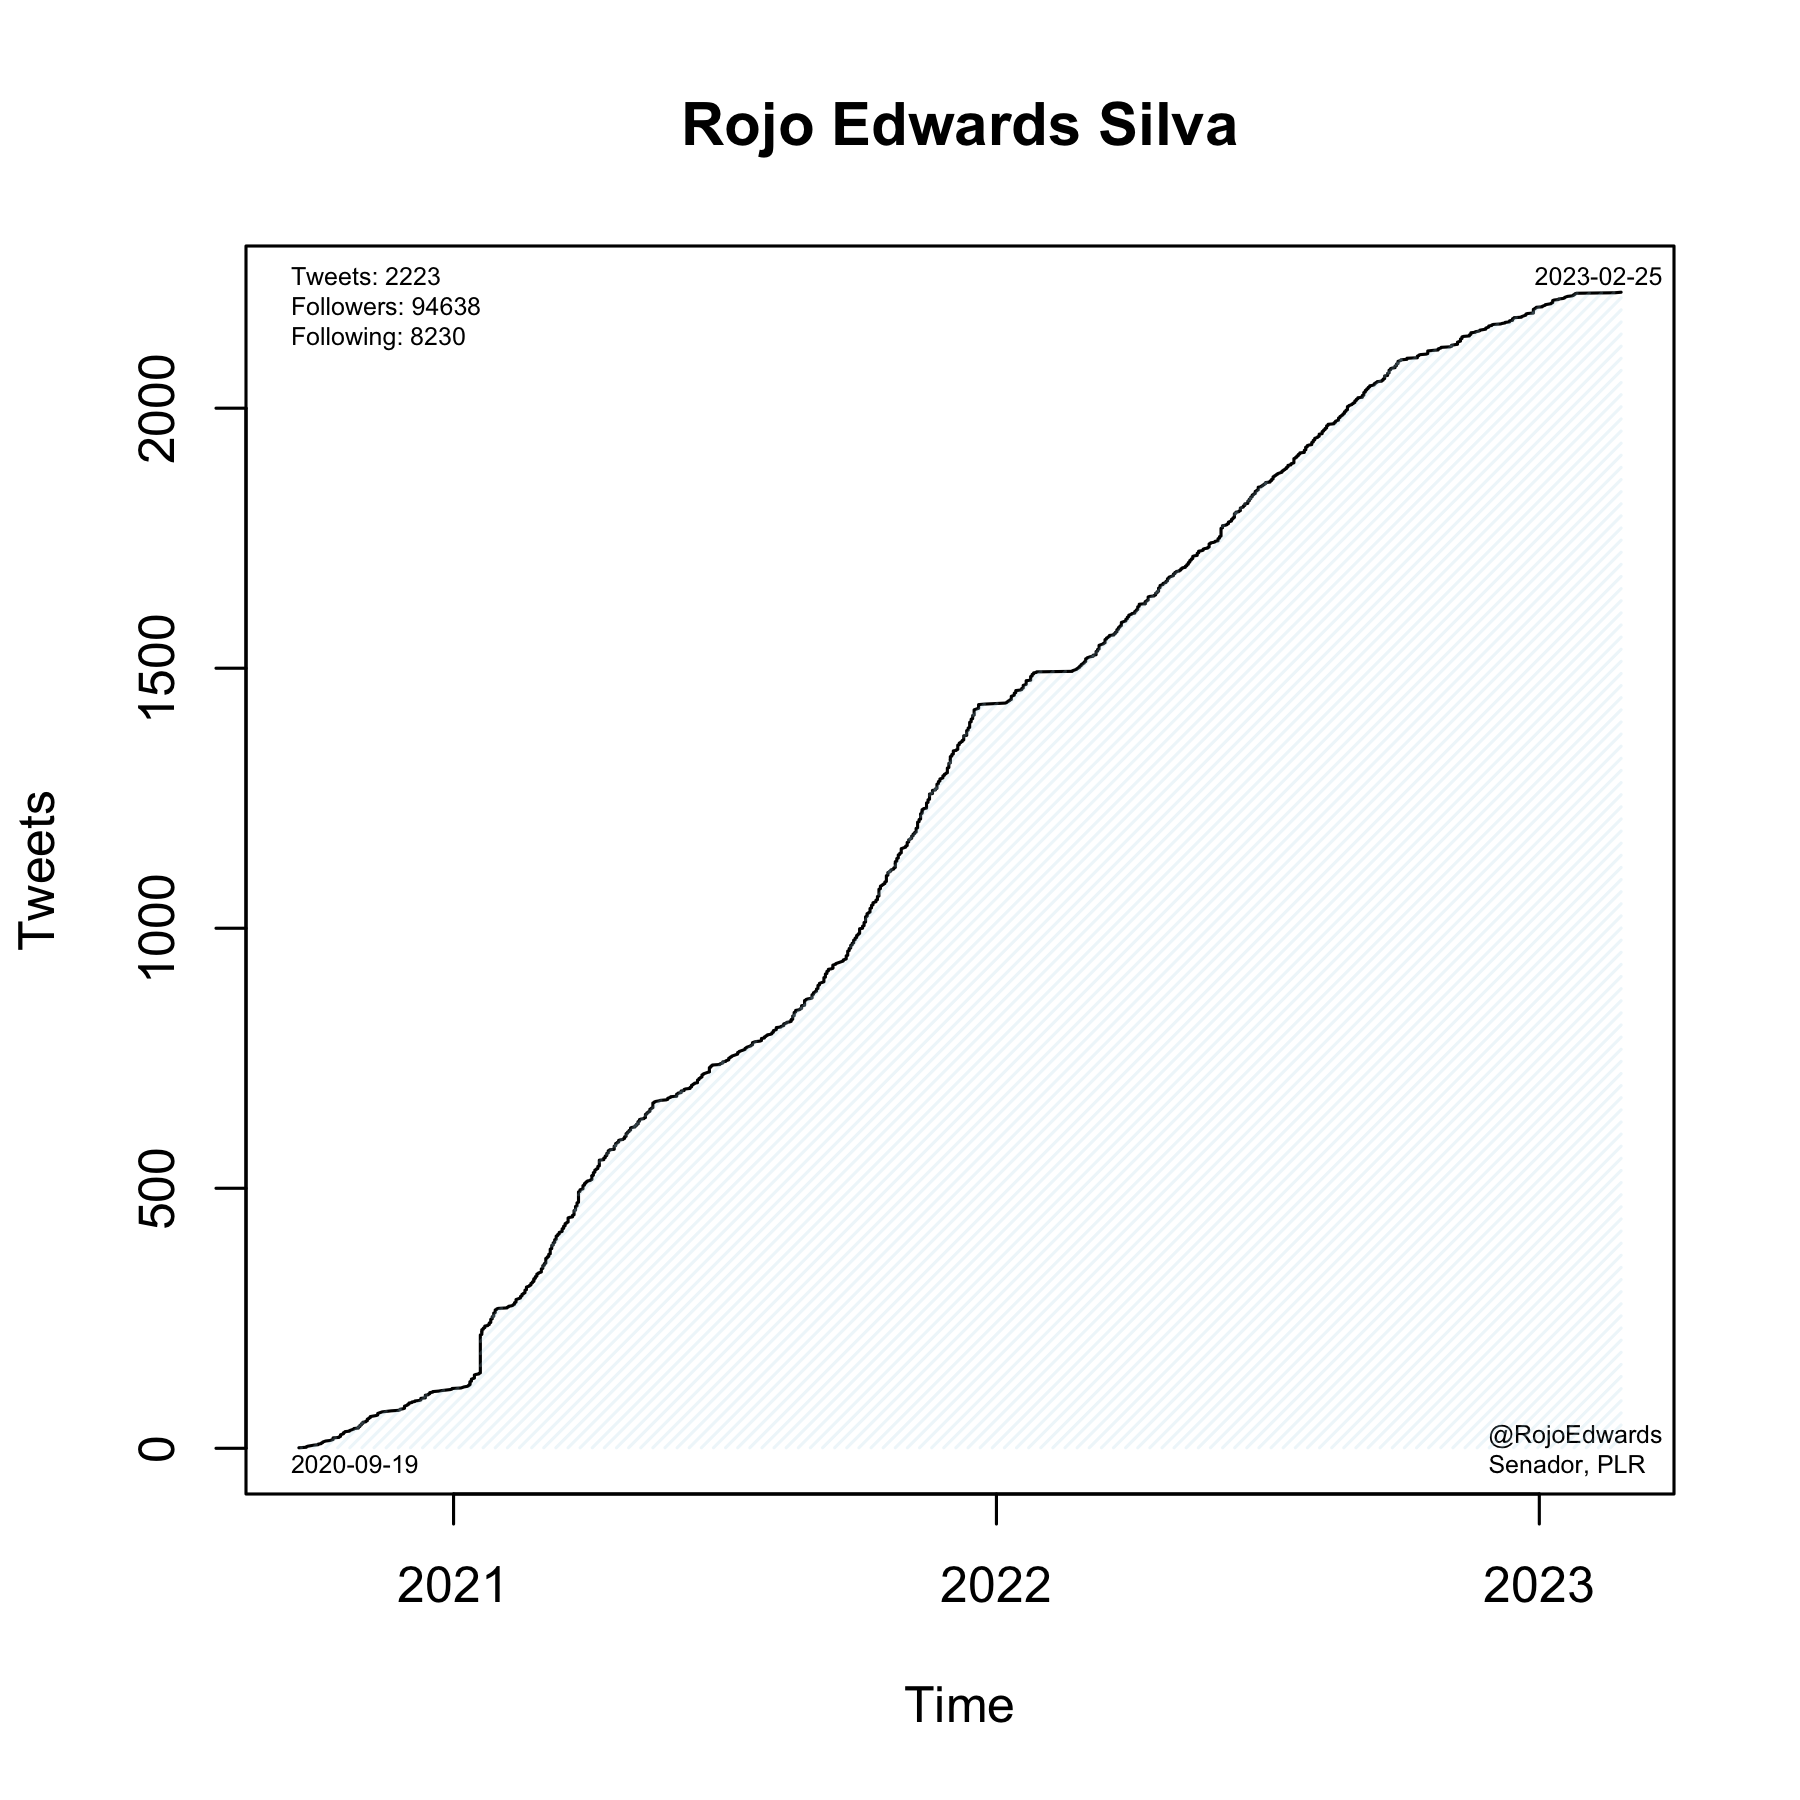 Rojo Edwards Silva
Tweets: 2223
Followers: 94638
Following: 8230
2023-02-25
2000
1500
1000
500
0
Tweets
2020-09-19
@RojoEdwards
Senador, PLR
2021
2022
2023
Time